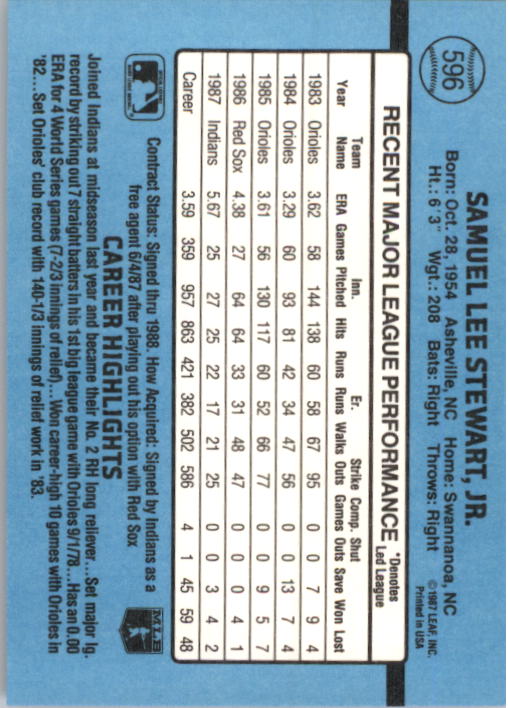 596
SAMUEL LEE STEWART, JR.
Born: Oct. 28, 1954 Asheville, NC Home: Swannanoa, NC
Ht.: 6'3" Wgt.: 208 Bats: Right Throws: Right
©1987 LEAF, INC.
Printed in USA
RECENT MAJOR LEAGUE PERFORMANCE
*Denotes
Led League
Team Inn. Er. Strike Comp. Shut
Year Name ERA Games Pitched Hits Runs Runs Walks Outs Games Outs Save Won Lost
1983 Orioles 3.62 58 144 138 60 58 67 95 0 0 7 9 4
1984 Orioles 3.29 60 93 81 42 34 47 56 0 0 13 7 4
1985 Orioles 3.61 56 130 117 60 52 66 77 0 0 9 5 7
1986 Red Sox 4.38 27 64 64 33 31 48 47 0 0 0 4 1
1987 Indians 5.67 25 27 25 22 17 21 25 0 0 3 4 2
Career 3.59 359 957 863 421 382 502 586 4 1 45 59 48
Contract Status: Signed thru 1988. How Acquired: Signed by Indians as a
free agent 6/4/87 after playing out his option with Red Sox
MLB
CAREER HIGHLIGHTS
Joined Indians at midseason last year and became their No. 2 RH long reliever...Set major lg.
record by striking out 7 straight batters in his 1st big league game with Orioles 9/1/78...Has an 0.00
ERA for 4 World Series games (7-2/3 innings of relief)...Won career-high 10 games with Orioles in
'82...Set Orioles' club record with 140-1/3 innings of relief work in '83.